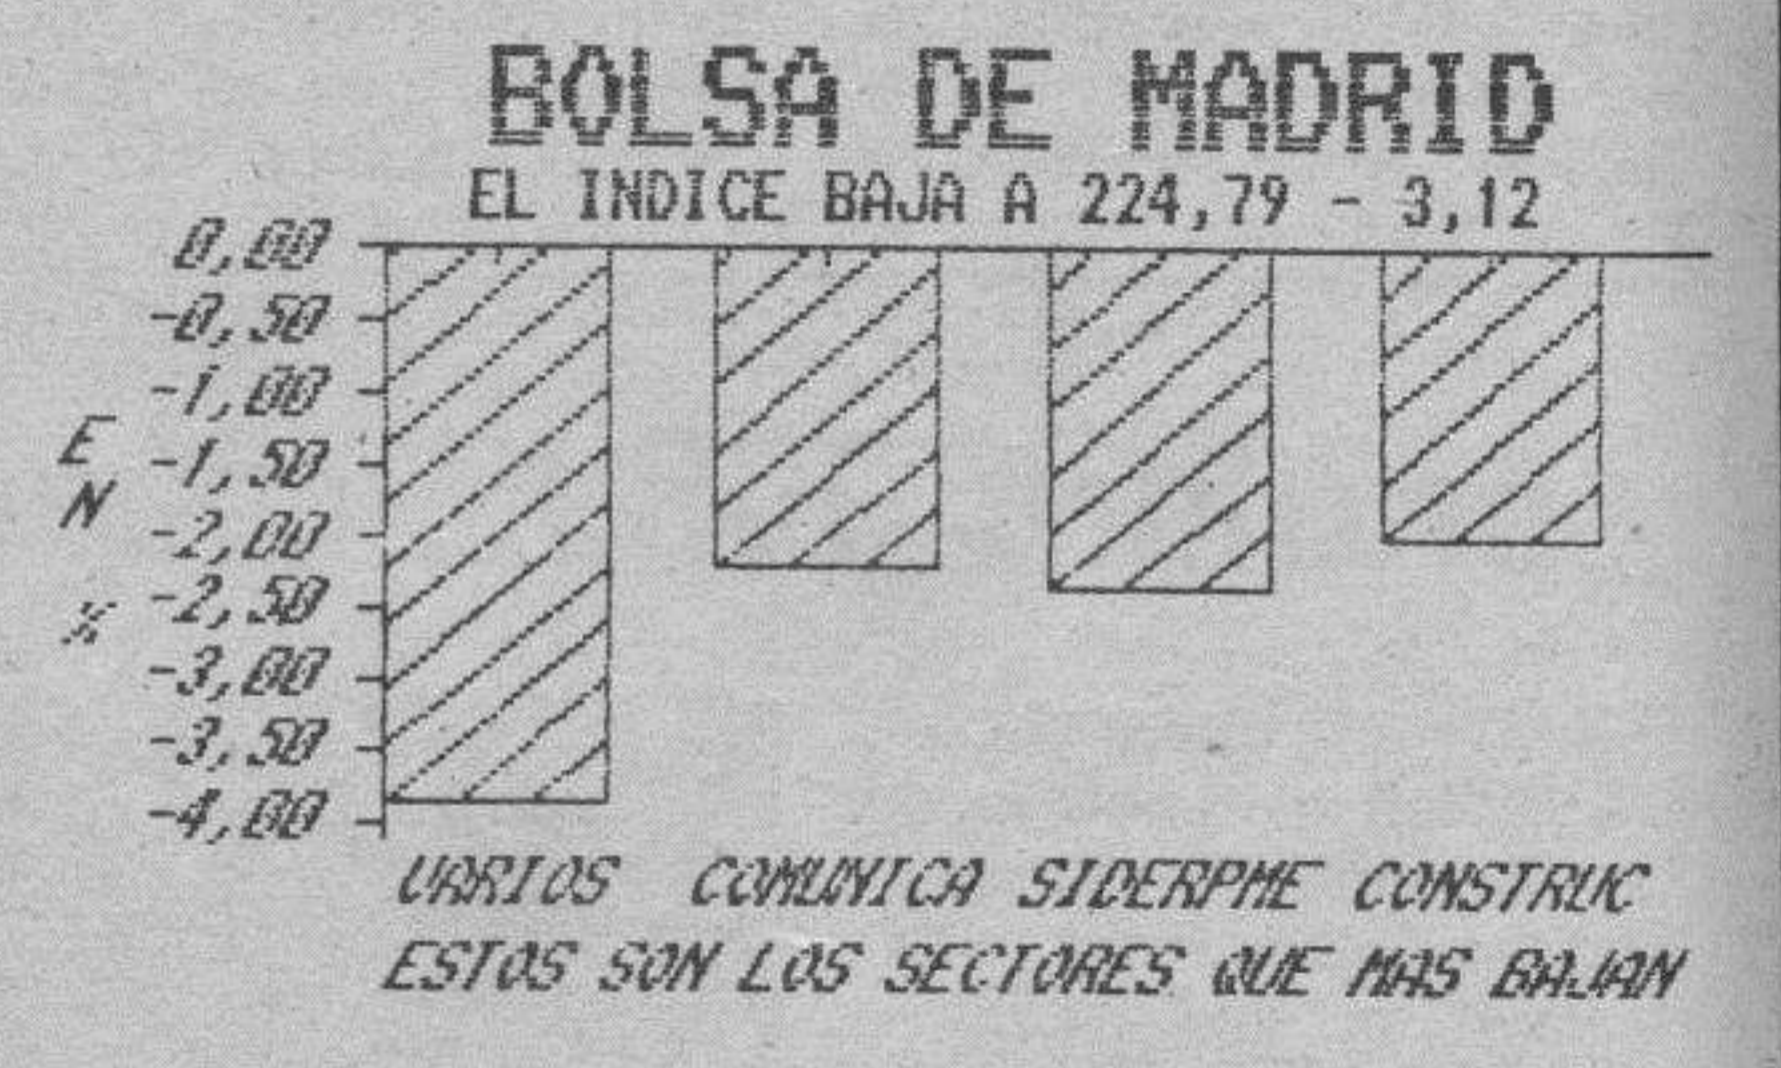 BOLSA DE MADRID
EL INDICE BAJA A 224,79 - 3,12
0,00
-0,50
-1,00
-1,50
-2,00
-2,50
-3,00
-3,50
-4,00
EN %
VARIOS COMUNICA SIDERPME CONSTRUC
ESTOS SON LOS SECTORES QUE MAS BAJAN